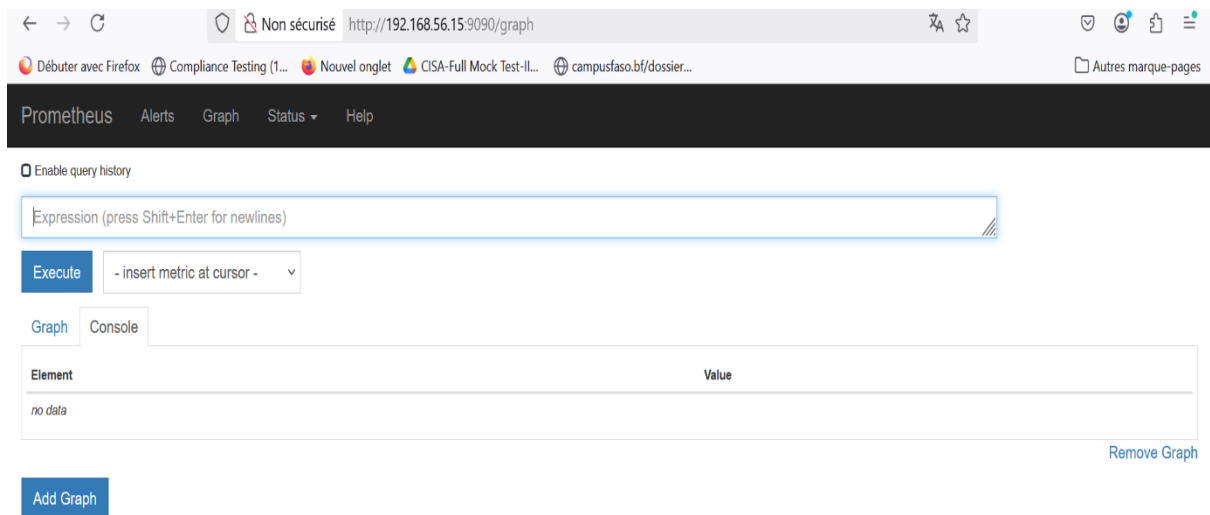 Non sécurisé http://192.168.56.15:9090/graph
Débuter avec Firefox Compliance Testing (1... Nouvel onglet CISA-Full Mock Test-II... campusfaso.bf/dossier... Autres marque-pages
Prometheus Alerts Graph Status Help
Enable query history
Expression (press Shift+Enter for newlines)
Execute - insert metric at cursor -
Graph Console
Element Value
no data
Remove Graph
Add Graph